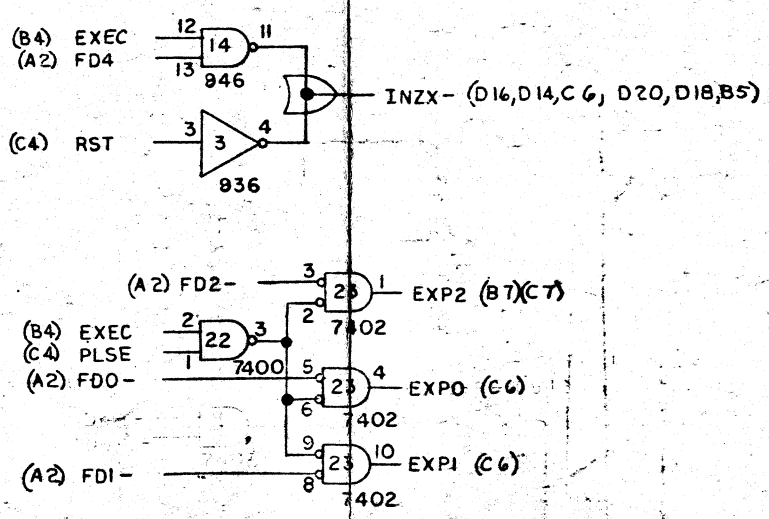 (B4) EXEC 12 14 11
(A2) FD4 13
946
INZX- (D16,D14,C6, D20,D18,B5)
(C4) RST 3 3 4
936
(A2) FD2- 3 23 1 EXP2 (B7)(C7)
2 7402
(B4) EXEC 2 22 3
(C4) PLSE 1 7400
(A2) FD0- 5 23 4 EXP0 (C6)
6 7402
9 23 10 EXP1 (C6)
(A2) FD1- 8
7402